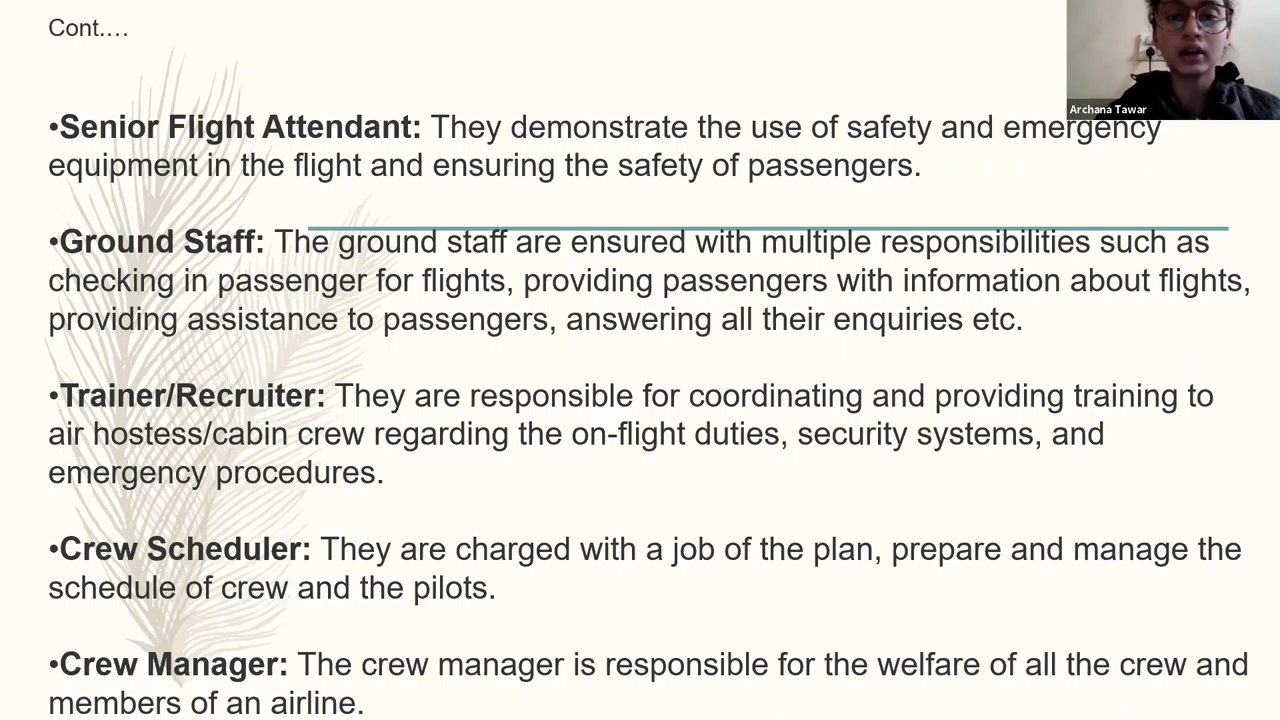 Cont.…
Archana Tawar
•Senior Flight Attendant: They demonstrate the use of safety and emergency
equipment in the flight and ensuring the safety of passengers.
•Ground Staff: The ground staff are ensured with multiple responsibilities such as
checking in passenger for flights, providing passengers with information about flights,
providing assistance to passengers, answering all their enquiries etc.
•Trainer/Recruiter: They are responsible for coordinating and providing training to
air hostess/cabin crew regarding the on-flight duties, security systems, and
emergency procedures.
•Crew Scheduler: They are charged with a job of the plan, prepare and manage the
schedule of crew and the pilots.
•Crew Manager: The crew manager is responsible for the welfare of all the crew and
members of an airline.